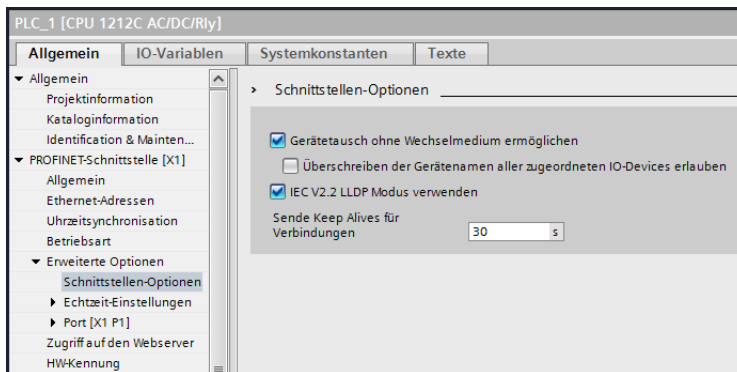 PLC_1 [CPU 1212C AC/DC/Rly]
Allgemein IO-Variablen Systemkonstanten Texte
Allgemein
Projektinformation
Kataloginformation
Identification & Mainten...
PROFINET-Schnittstelle [X1]
Allgemein
Ethernet-Adressen
Uhrzeitsynchronisation
Betriebsart
Erweiterte Optionen
Schnittstellen-Optionen
Echtzeit-Einstellungen
Port [X1 P1]
Zugriff auf den Webserver
HW-Kennung
Schnittstellen-Optionen
Gerätetausch ohne Wechselmedium ermöglichen
Überschreiben der Gerätenamen aller zugeordneten IO-Devices erlauben
IEC V2.2 LLDP Modus verwenden
Sende Keep Alives für
Verbindungen 30 s